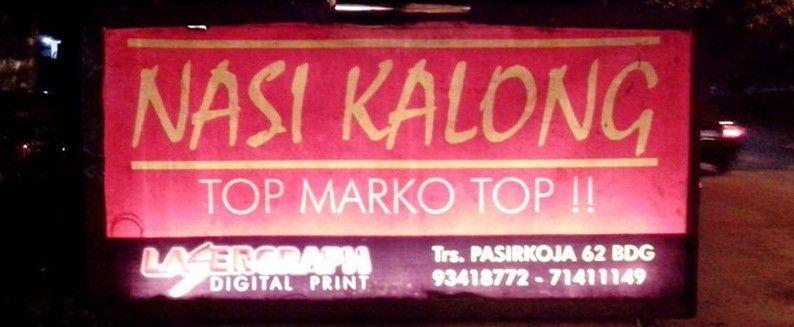 NASI KALONG
TOP MARKO TOP !!
LASERGRAPH
DIGITAL PRINT
Trs. PASIRKOJA 62 BDG
93418772 - 71411149